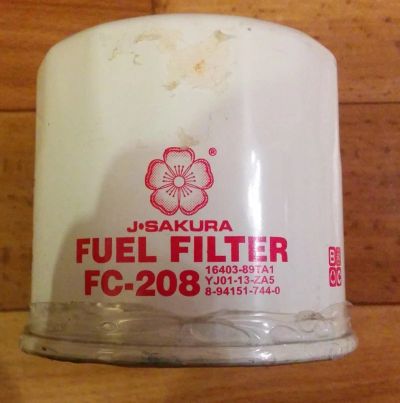 ®
J•SAKURA
FUEL FILTER
FC-208
16403-89TA1
YJ01-13-ZA5
8-94151-744-0